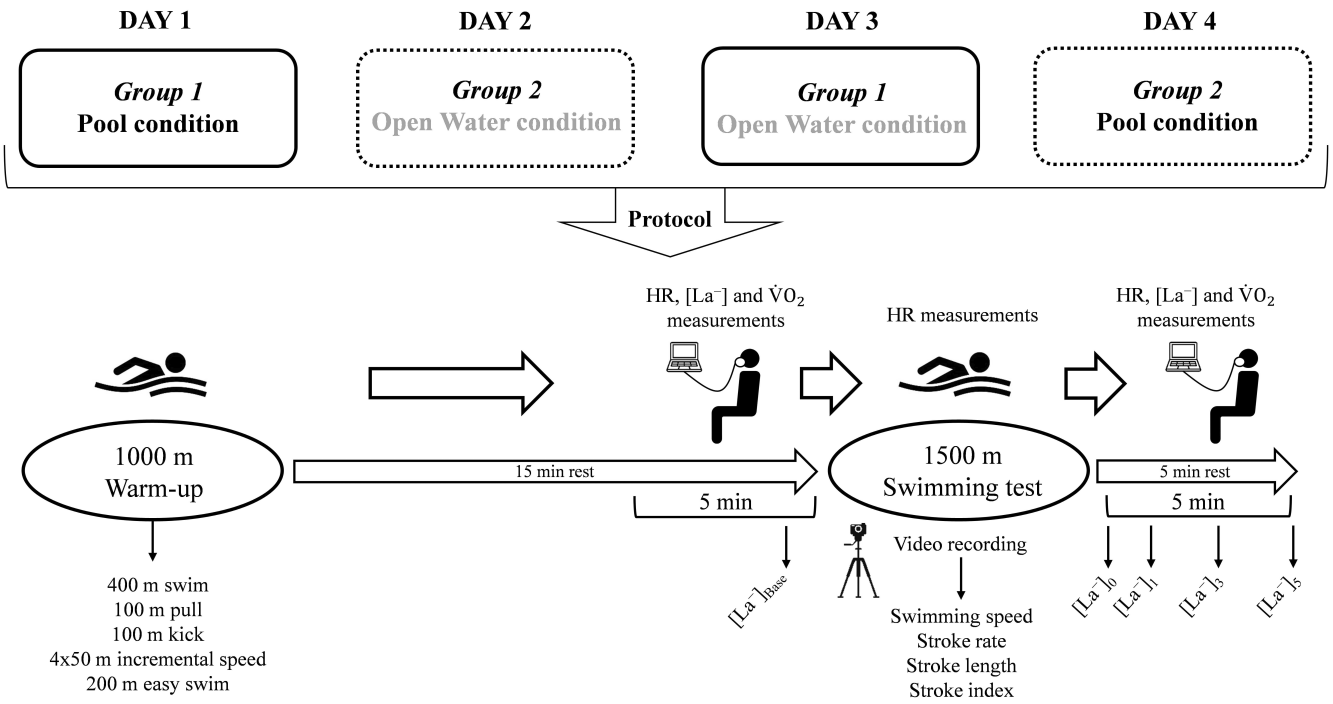 DAY 1
DAY 2
DAY 3
DAY 4
Group 1
Pool condition
Group 2
Open Water condition
Group 1
Open Water condition
Group 2
Pool condition
Protocol
HR, [La⁻] and V̇O₂
measurements
HR measurements
HR, [La⁻] and V̇O₂
measurements
1000 m
Warm-up
15 min rest
5 min
1500 m
Swimming test
5 min rest
5 min
[La⁻]Base
Video recording
[La⁻]₀
[La⁻]₁
[La⁻]₃
[La⁻]₅
400 m swim
100 m pull
100 m kick
4x50 m incremental speed
200 m easy swim
Swimming speed
Stroke rate
Stroke length
Stroke index